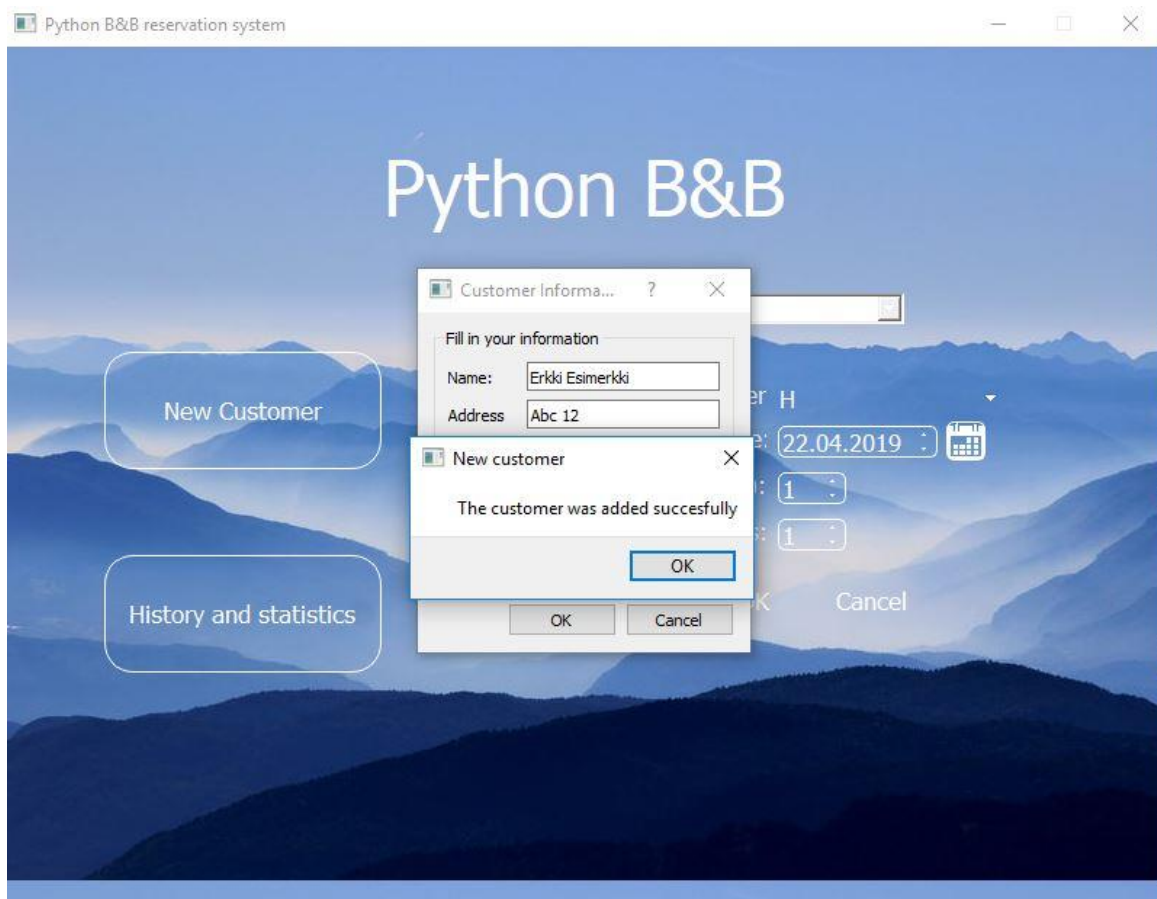 Python B&B reservation system
Python B&B
Customer Informa... ?
Fill in your information
Name: Erkki Esimerkki
Address Abc 12
New Customer
H
22.04.2019
New customer
The customer was added succesfully
1
1
OK
History and statistics
OK Cancel
Cancel